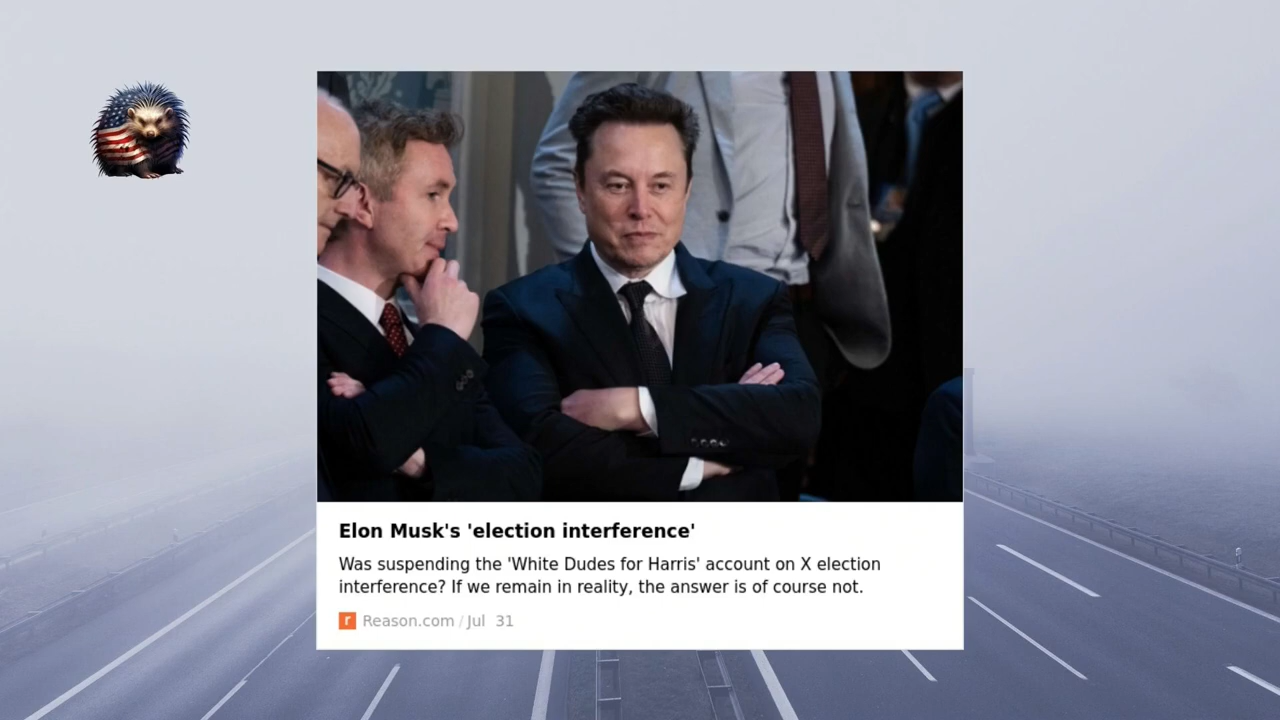 Elon Musk's 'election interference'
Was suspending the 'White Dudes for Harris' account on X election
interference? If we remain in reality, the answer is of course not.
r Reason.com / Jul 31